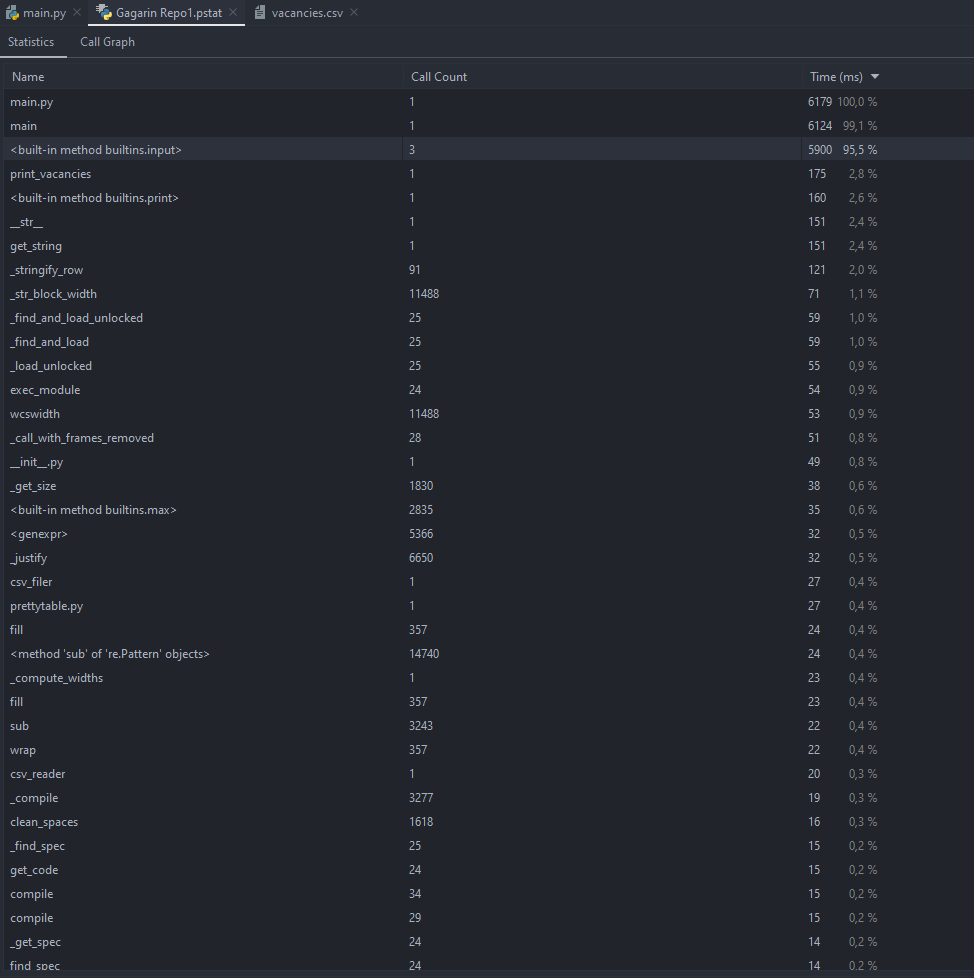 main.py Gagarin Repo1.pstat vacancies.csv
Statistics Call Graph
Name Call Count Time (ms)
main.py 1 6179 100,0 %
main 1 6124 99,1 %
<built-in method builtins.input> 3 5900 95,5 %
print_vacancies 1 175 2,8 %
<built-in method builtins.print> 1 160 2,6 %
__str__ 1 151 2,4 %
get_string 1 151 2,4 %
_stringify_row 91 121 2,0 %
_str_block_width 11488 71 1,1 %
_find_and_load_unlocked 25 59 1,0 %
_find_and_load 25 59 1,0 %
_load_unlocked 25 55 0,9 %
exec_module 24 54 0,9 %
wcswidth 11488 53 0,9 %
_call_with_frames_removed 28 51 0,8 %
__init__.py 1 49 0,8 %
_get_size 1830 38 0,6 %
<built-in method builtins.max> 2835 35 0,6 %
<genexpr> 5366 32 0,5 %
_justify 6650 32 0,5 %
csv_filer 1 27 0,4 %
prettytable.py 1 27 0,4 %
fill 357 24 0,4 %
<method 'sub' of 're.Pattern' objects> 14740 24 0,4 %
_compute_widths 1 23 0,4 %
fill 357 23 0,4 %
sub 3243 22 0,4 %
wrap 357 22 0,4 %
csv_reader 1 20 0,3 %
_compile 3277 19 0,3 %
clean_spaces 1618 16 0,3 %
_find_spec 25 15 0,2 %
get_code 24 15 0,2 %
compile 34 15 0,2 %
compile 29 15 0,2 %
_get_spec 24 14 0,2 %
find_spec 24 14 0,2 %